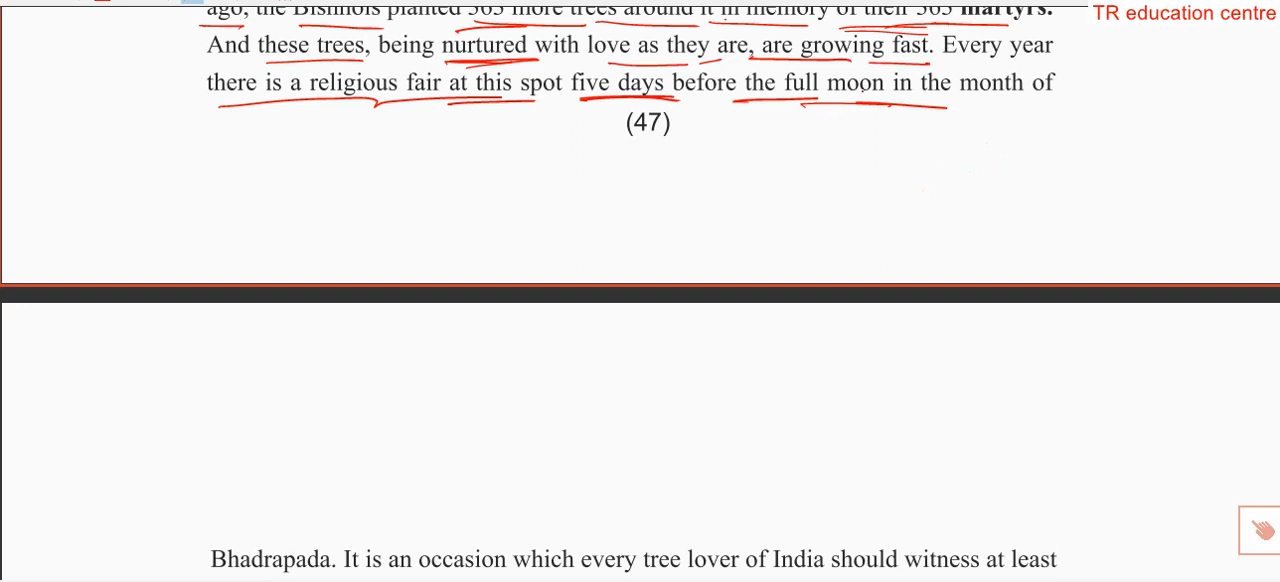 ago, the Bishnois planted 363 more trees around it in memory of their 363 martyrs.
TR education centre
And these trees, being nurtured with love as they are, are growing fast. Every year
there is a religious fair at this spot five days before the full moon in the month of
(47)
Bhadrapada. It is an occasion which every tree lover of India should witness at least